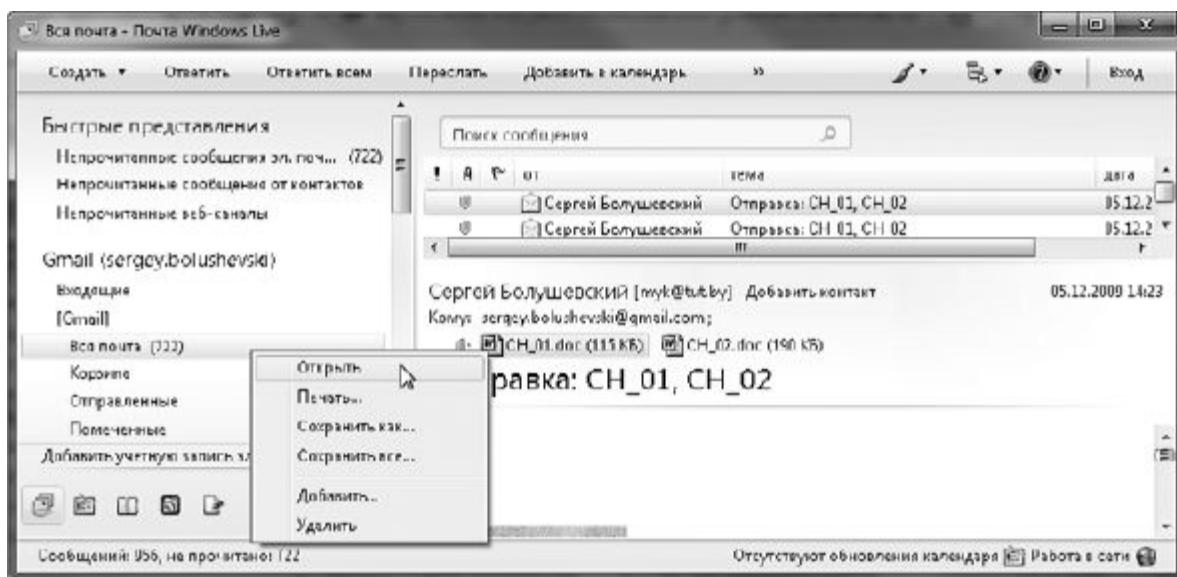 Вся почта - Почта Windows Live
Создать Ответить Ответить всем Переслать Добавить в календарь » Вход
Быстрые представления
Непрочитанные сообщения эл. поч... (722)
Непрочитанные сообщения от контактов
Непрочитанные веб-каналы
Gmail (sergey.bolushevski)
Входящие
[Gmail]
Вся почта (722)
Корзина
Отправленные
Помеченные
Добавить учетную запись эл
Поиск сообщения
! от тема дата
Сергей Болушевский Отправка: CH_01, CH_02 05.12.2
Сергей Болушевский Отправка: CH_01, CH_02 05.12.2
Сергей Болушевский [myk@tut.by] Добавить контакт 05.12.2009 14:23
Кому: sergey.bolushevski@gmail.com;
CH_01.doc (115 КБ) CH_02.doc (190 КБ)
равка: CH_01, CH_02
Открыть
Печать...
Сохранить как...
Сохранить все...
Добавить...
Удалить
Сообщений: 956, не прочитано: 722 Отсутствуют обновления календаря Работа в сети